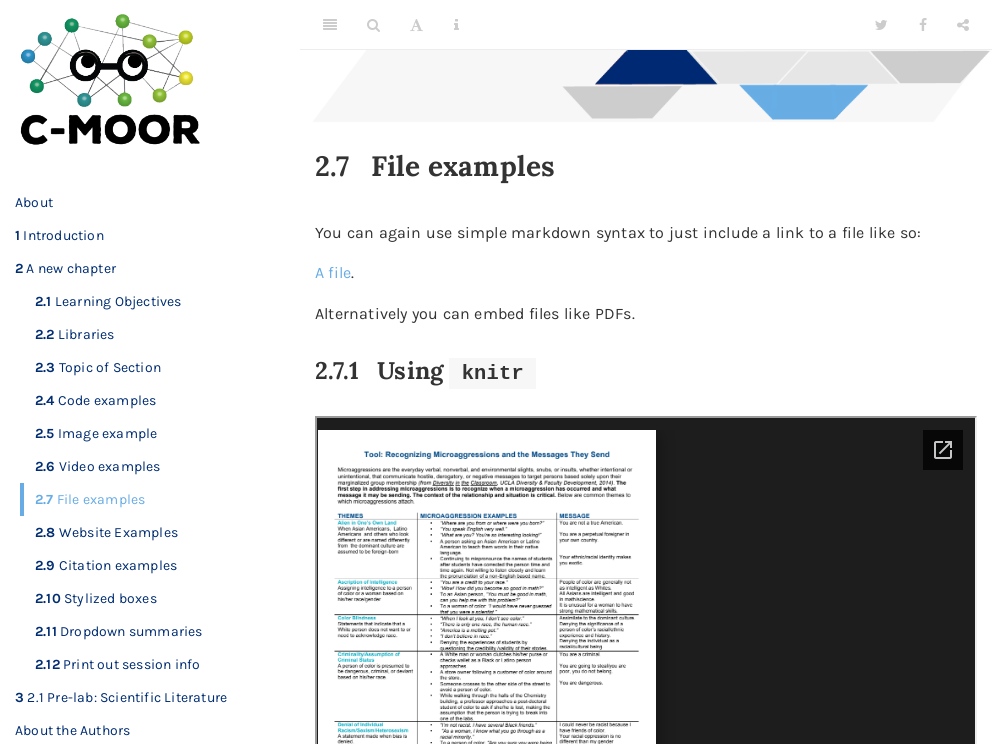 C-MOOR
About
1 Introduction
2 A new chapter
2.1 Learning Objectives
2.2 Libraries
2.3 Topic of Section
2.4 Code examples
2.5 Image example
2.6 Video examples
2.7 File examples
2.8 Website Examples
2.9 Citation examples
2.10 Stylized boxes
2.11 Dropdown summaries
2.12 Print out session info
3 2.1 Pre-lab: Scientific Literature
About the Authors
2.7 File examples
You can again use simple markdown syntax to just include a link to a file like so:
A file.
Alternatively you can embed files like PDFs.
2.7.1 Using knitr
Tool: Recognizing Microaggressions and the Messages They Send
Microaggressions are the everyday verbal, nonverbal, and environmental slights, snubs, or insults, whether intentional or
unintentional, that communicate hostile, derogatory, or negative messages to target persons based solely upon their
marginalized group membership (from Diversity in the Classroom, UCLA Diversity & Faculty Development, 2014). The
first step in addressing microaggressions is to recognize when a microaggression has occurred and what
message it may be sending. The context of the relationship and situation is critical. Below are common themes to
which microaggressions attach.
THEMES MICROAGGRESSION EXAMPLES MESSAGE
Alien in One's Own Land
When Asian Americans, Latino
Americans and others who look
different or are named differently
from the dominant culture are
assumed to be foreign-born
• "Where are you from or where were you born?"
• "You speak English very well."
• "What are you? You're so interesting looking!"
• A person asking an Asian American or Latino
American to teach them words in their native
language.
• Continuing to mispronounce the names of students
after students have corrected the person time and
time again. Not willing to listen closely and learn
the pronunciation of a non-English based name.
You are not a true American.
You are a perpetual foreigner in
your own country.
Your ethnic/racial identity makes
you exotic.
Ascription of Intelligence
Assigning intelligence to a person
of color or a woman based on
his/her race/gender
• "You are a credit to your race."
• "Wow! How did you become so good in math?"
• To an Asian person, "You must be good in math,
can you help me with this problem?"
• To a woman of color: "I would have never guessed
that you were a scientist!"
People of color are generally not
as intelligent as Whites.
All Asians are intelligent and good
in math/science.
It is unusual for a woman to have
strong mathematical skills.
Color Blindness
Statements that indicate that a
White person does not want to or
need to acknowledge race.
• "When I look at you, I don't see color."
• "There is only one race, the human race."
• "America is a melting pot."
• "I don't believe in race."
• Denying the experiences of students by
questioning the credibility /validity of their stories.
Assimilate to the dominant culture.
Denying the significance of a
person of color's racial/ethnic
experience and history.
Denying the individual as a
racial/cultural being
Criminality/Assumption of
Criminal Status
A person of color is presumed to
be dangerous, criminal, or deviant
based on his/her race.
• A White man or woman clutches his/her purse or
checks wallet as a Black or Latino person
approaches.
• A store owner following a customer of color around
the store.
• Someone crosses to the other side of the street to
avoid a person of color.
• While walking through the halls of the Chemistry
building, a professor approaches a post-doctoral
student of color to ask if she/he is lost, making the
assumption that the person is trying to break into
one of the labs.
You are a criminal.
You are going to steal/you are
poor, you do not belong.
You are dangerous.
Denial of Individual
Racism/Sexism/Heterosexism
A statement made when bias is
denied.
• "I'm not racist. I have several Black friends."
• "As a woman, I know what you go through as a
racial minority."
I could never be racist because I
have friends of color.
Your racial oppression is no
different than my gender